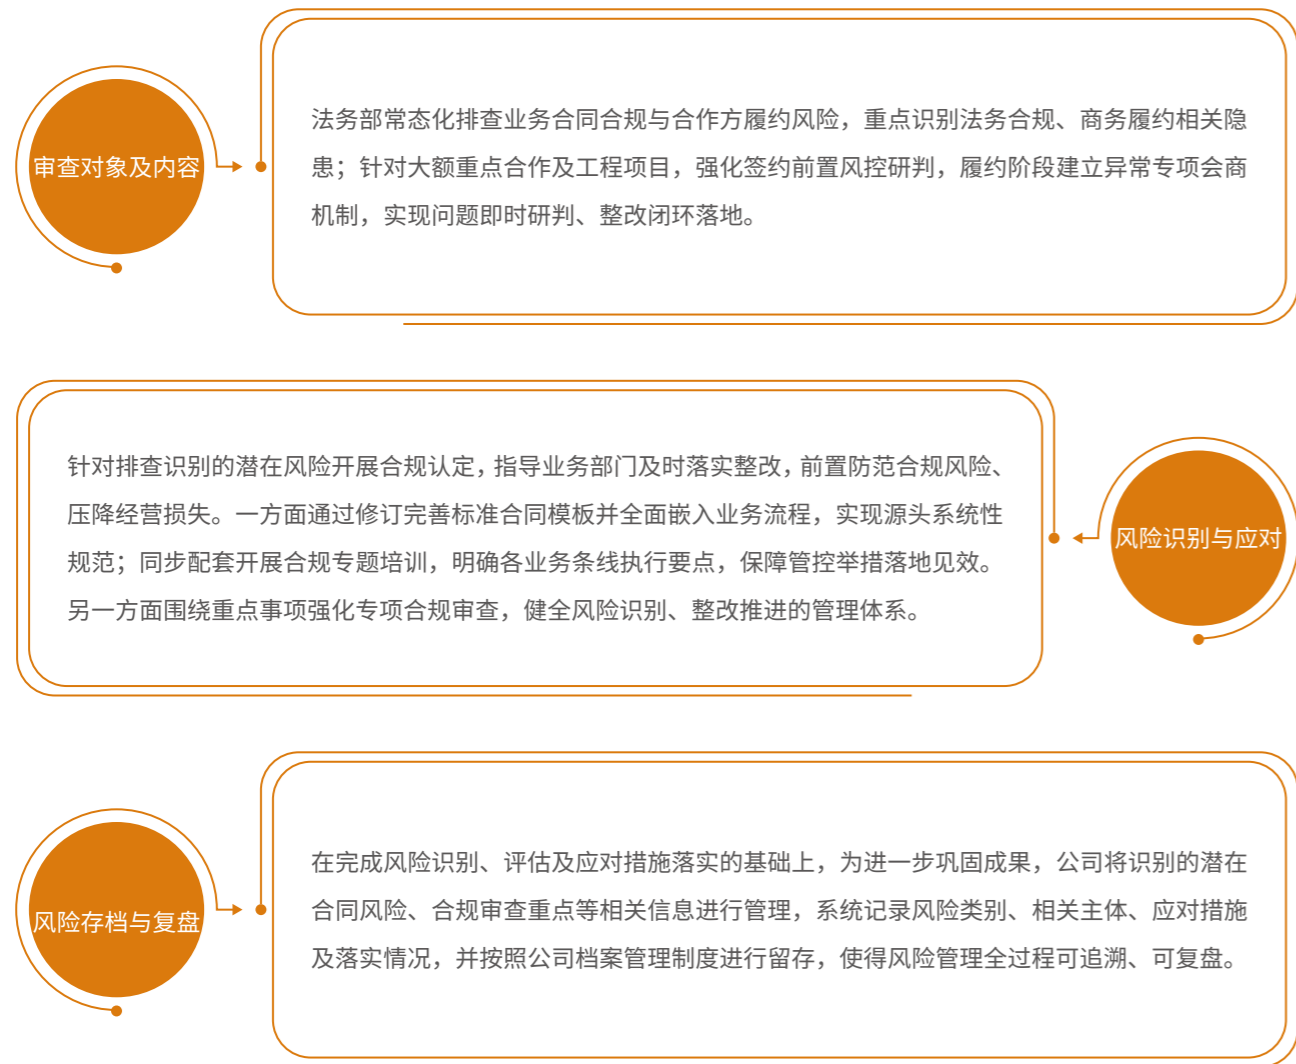 审查对象及内容
法务部常态化排查业务合同合规与合作方履约风险，重点识别法务合规、商务履约相关隐
患；针对大额重点合作及工程项目，强化签约前置风控研判，履约阶段建立异常专项会商
机制，实现问题即时研判、整改闭环落地。
针对排查识别的潜在风险开展合规认定，指导业务部门及时落实整改，前置防范合规风险、
压降经营损失。一方面通过修订完善标准合同模板并全面嵌入业务流程，实现源头系统性
规范；同步配套开展合规专题培训，明确各业务条线执行要点，保障管控举措落地见效。
另一方面围绕重点事项强化专项合规审查，健全风险识别、整改推进的管理体系。
风险识别与应对
风险存档与复盘
在完成风险识别、评估及应对措施落实的基础上，为进一步巩固成果，公司将识别的潜在
合同风险、合规审查重点等相关信息进行管理，系统记录风险类别、相关主体、应对措施
及落实情况，并按照公司档案管理制度进行留存，使得风险管理全过程可追溯、可复盘。